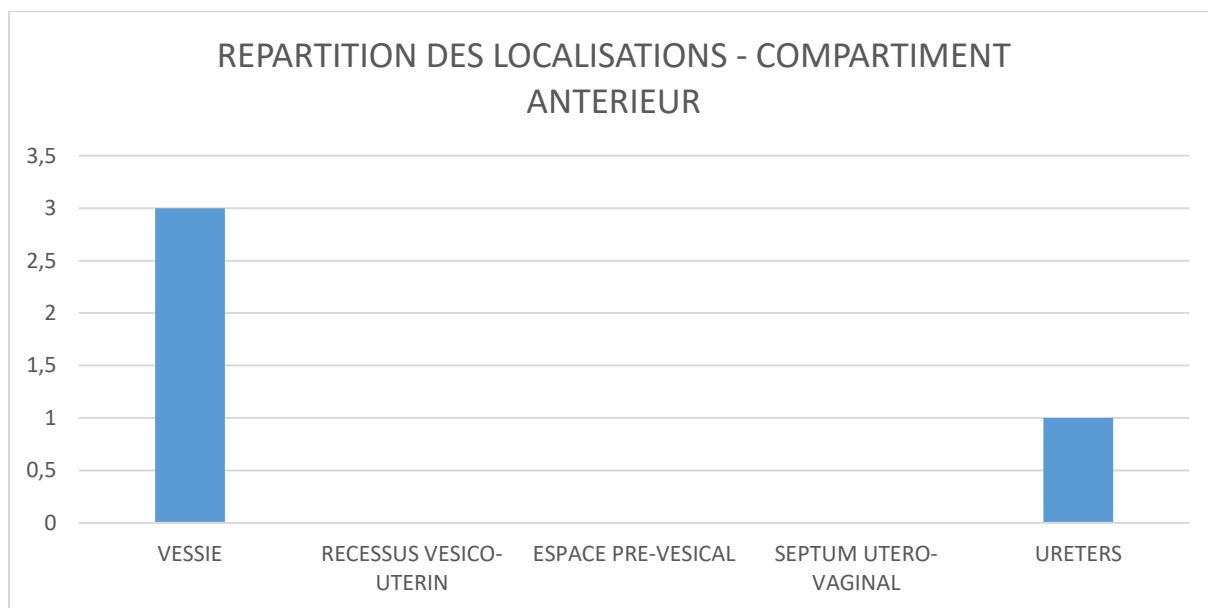 REPARTITION DES LOCALISATIONS - COMPARTIMENT
ANTERIEUR
3,5
3
2,5
2
1,5
1
0,5
0
VESSIE
RECESSUS VESICO-
UTERIN
ESPACE PRE-VESICAL
SEPTUM UTERO-
VAGINAL
URETERS